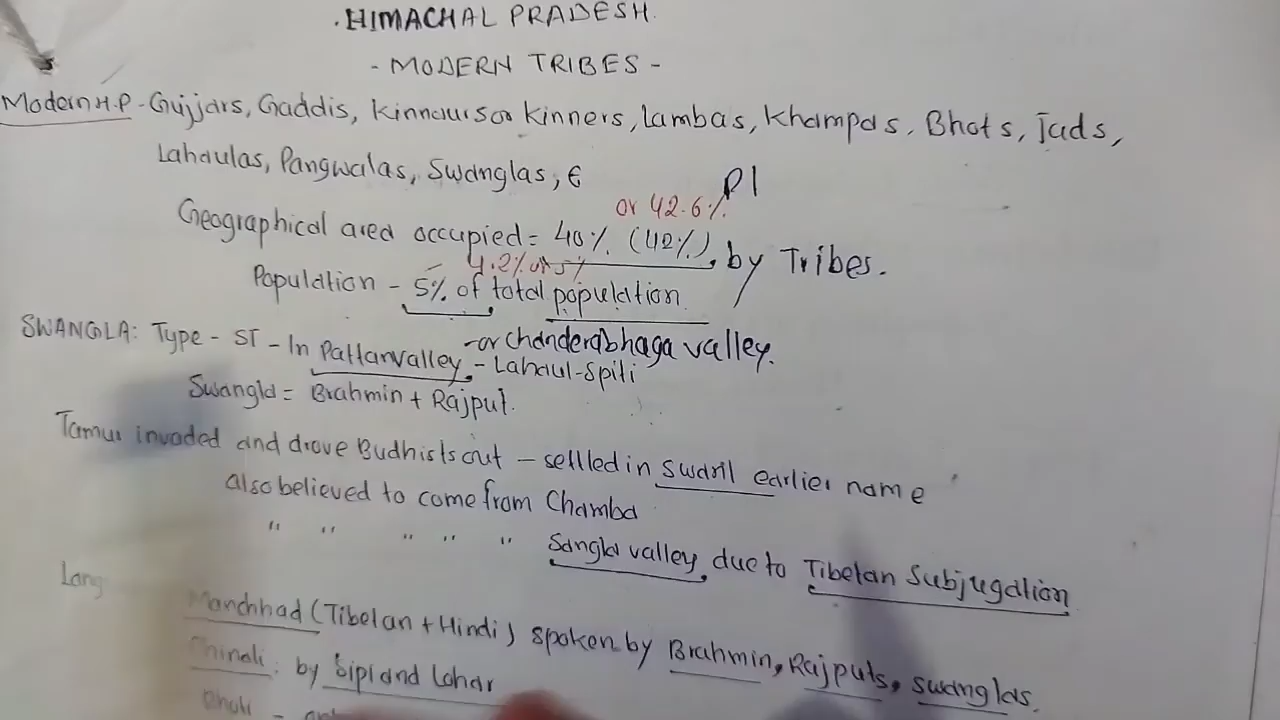 .HIMACHAL PRADESH.
- MODERN TRIBES -
Modern H.P - Gujjars, Gaddis, Kinnaurs or Kinners, Lambas, Khampas, Bhots, Jads,
Lahaulas, Pangwalas, Swanglas, &
P1
or 42.6%.
Geographical area occupied = 40% (42%), by Tribes.
4.2% or 5%
Population - 5% of total population.
SWANGLA: Type - ST - In Pattanvalley - Lahaul-Spiti
-or chanderabhaga valley.
Swangla = Brahmin + Rajput.
invaded and drove Budhists out - settled in earlier name
also believed to come from Chamba
" " " " " Sangla valley, due to Tibetan Subjugation
Lang
Manchhad (Tibetan + Hindi) spoken by Brahmin, Rajputs, swanglas.
Chinali : by Sipi and Lohar